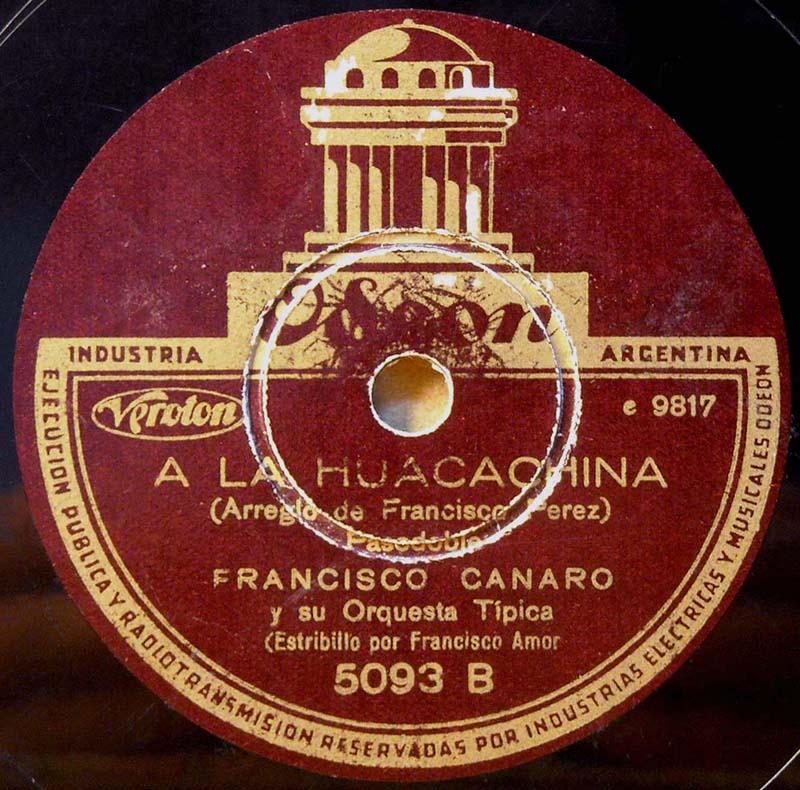 Odeon
INDUSTRIA ARGENTINA
Veroton
e 9817
A LA HUACACHINA
(Arreglo de Francisco Perez)
Pasodoble
FRANCISCO CANARO
y su Orquesta Típica
(Estribillo por Francisco Amor
5093 B
EJECUCION PUBLICA Y RADIOTRANSMISION RESERVADAS POR INDUSTRIAS ELECTRICAS Y MUSICALES ODEON